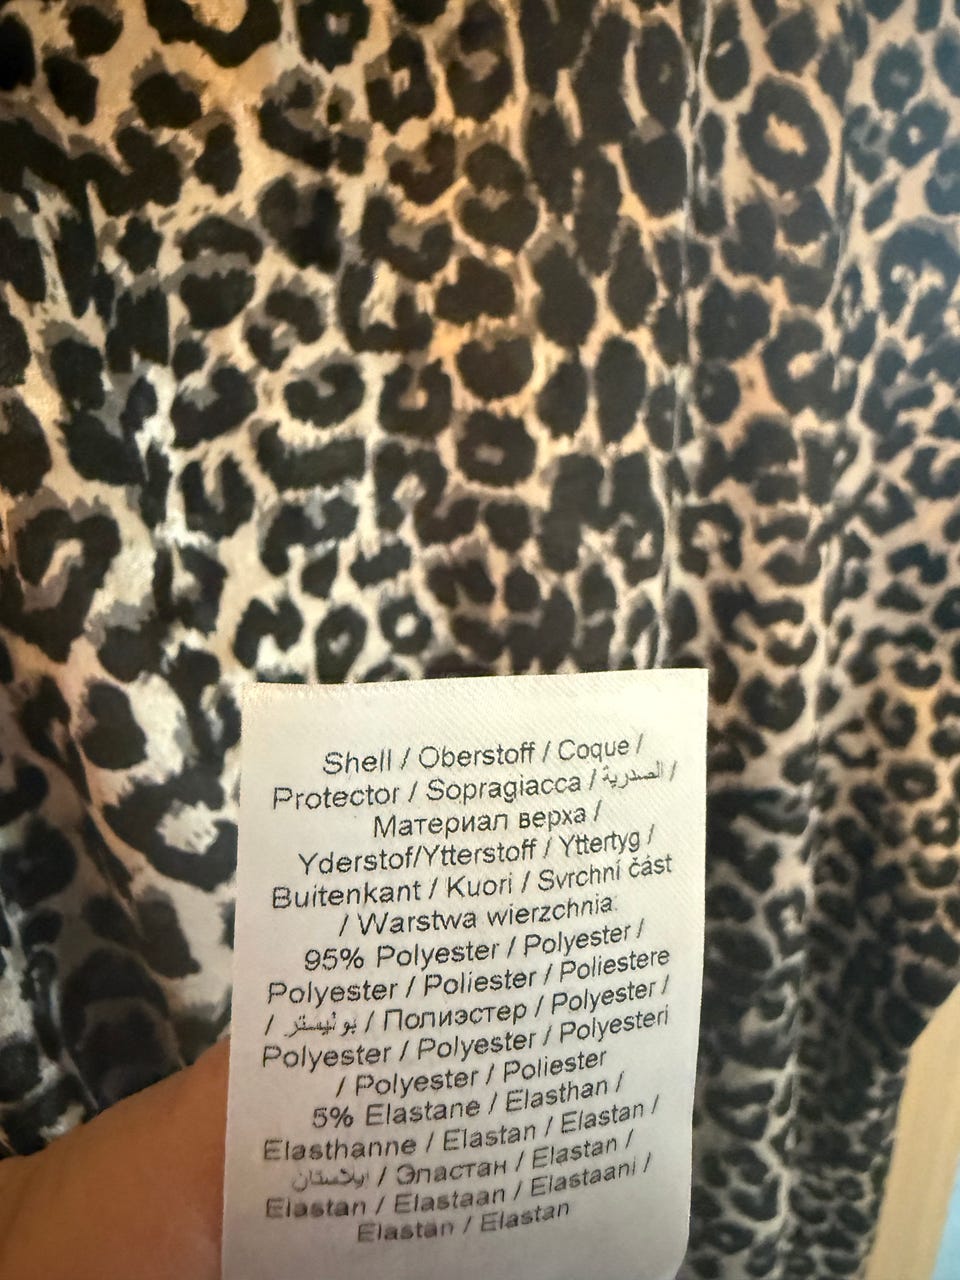 Shell / Oberstoff / Coque /
Protector / Sopragiacca / الصدرية /
Материал верха /
Yderstof/Ytterstoff / Yttertyg /
Buitenkant / Kuori / Svrchní část
/ Warstwa wierzchnia:
95% Polyester / Polyester /
Polyester / Poliester / Poliestere
/ بوليستر / Полиэстер / Polyester /
Polyester / Polyester / Polyesteri
/ Polyester / Poliester
5% Elastane / Elasthan /
Elasthanne / Elastan / Elastan /
ايلاستان / Эластан / Elastan /
Elastan / Elastaan / Elastaani /
Elastan / Elastan